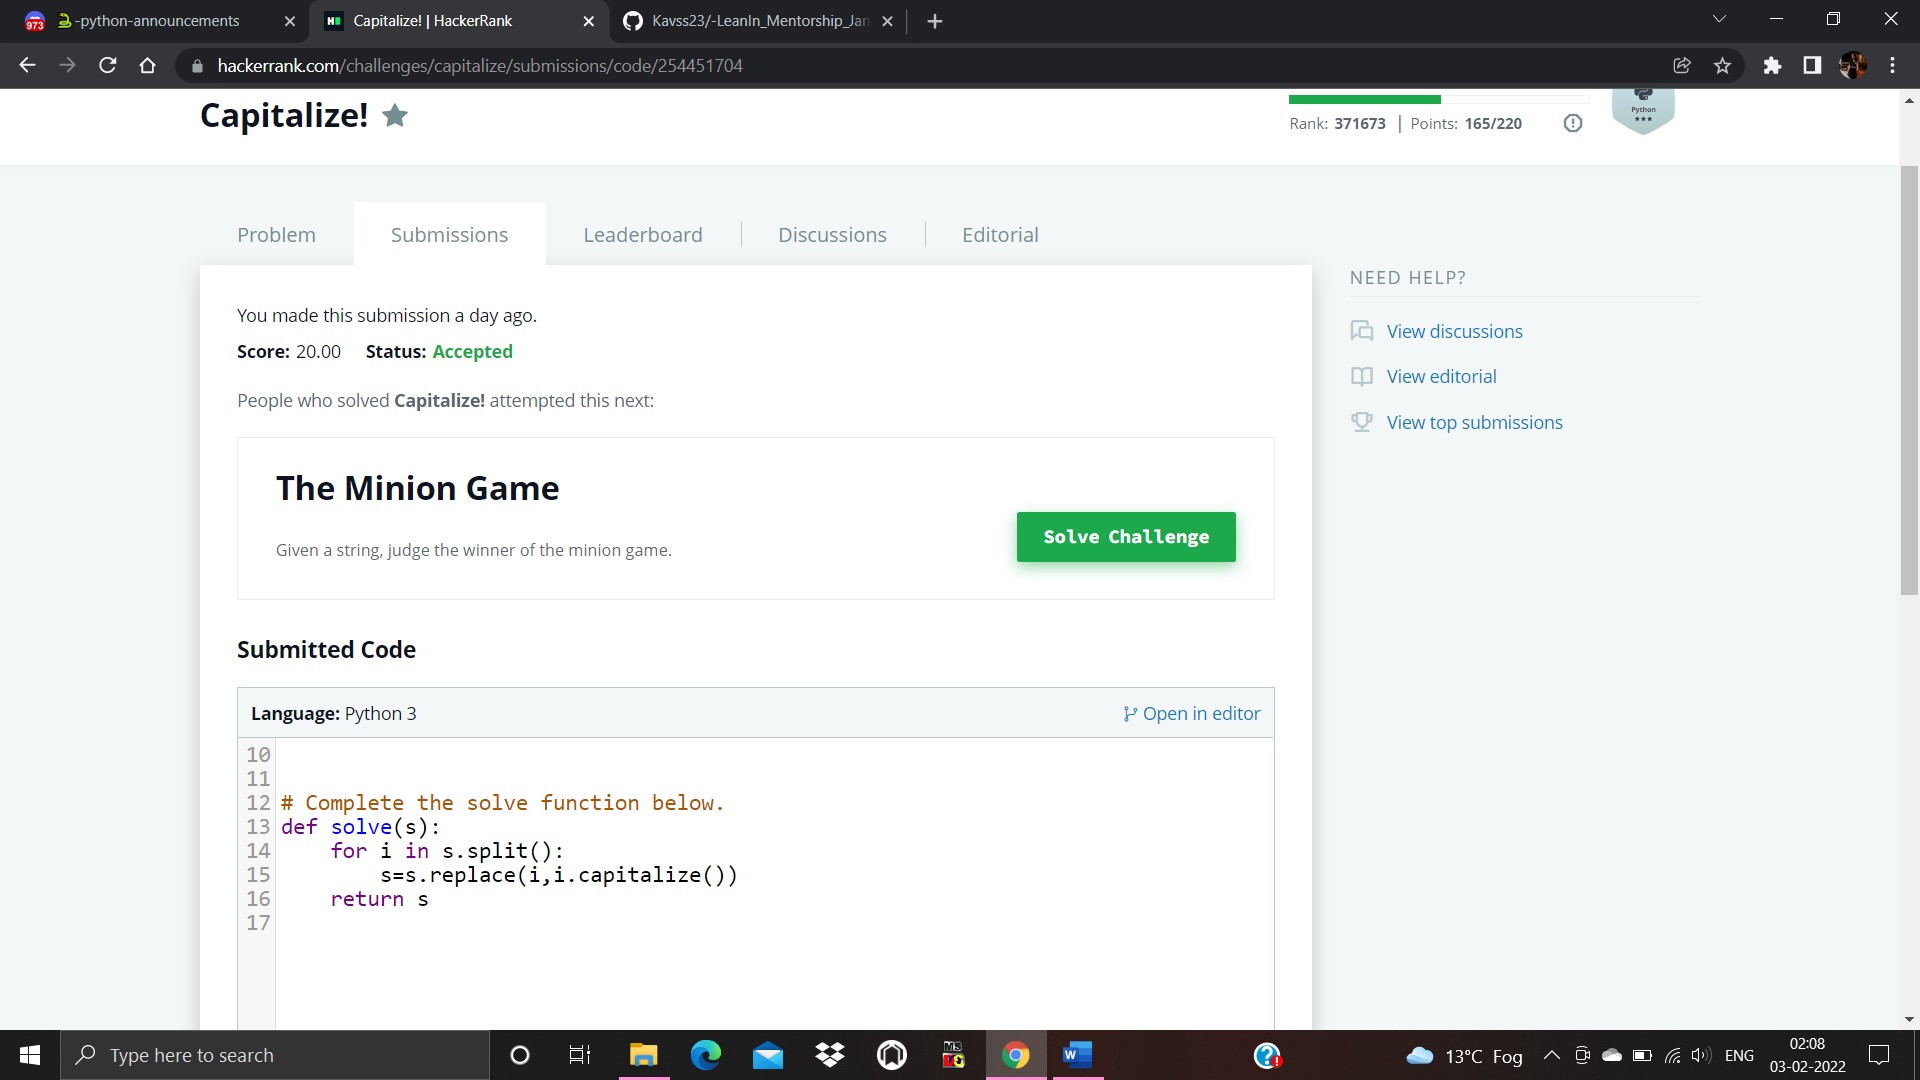 973 -python-announcements
Capitalize! | HackerRank
Kavss23/-LeanIn_Mentorship_Jan
hackerrank.com/challenges/capitalize/submissions/code/254451704
Capitalize!
Rank: 371673 | Points: 165/220
Python
Problem
Submissions
Leaderboard
Discussions
Editorial
You made this submission a day ago.
Score: 20.00 Status: Accepted
People who solved Capitalize! attempted this next:
The Minion Game
Given a string, judge the winner of the minion game.
Solve Challenge
NEED HELP?
View discussions
View editorial
View top submissions
Submitted Code
Language: Python 3
Open in editor
10
11
12 # Complete the solve function below.
13 def solve(s):
14 for i in s.split():
15 s=s.replace(i,i.capitalize())
16 return s
17
Type here to search
13°C Fog
ENG
02:08
03-02-2022